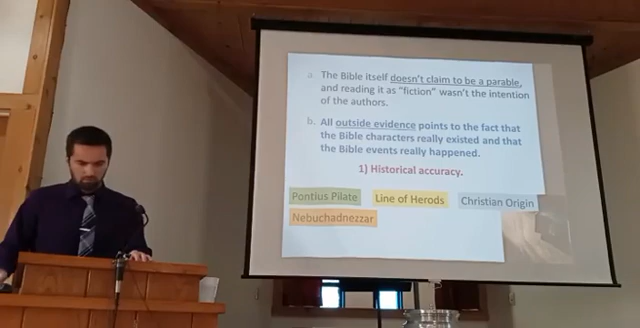 a. The Bible itself doesn't claim to be a parable,
and reading it as "fiction" wasn't the intention
of the authors.
b. All outside evidence points to the fact that
the Bible characters really existed and that
the Bible events really happened.
1) Historical accuracy.
Pontius Pilate Line of Herods Christian Origin
Nebuchadnezzar